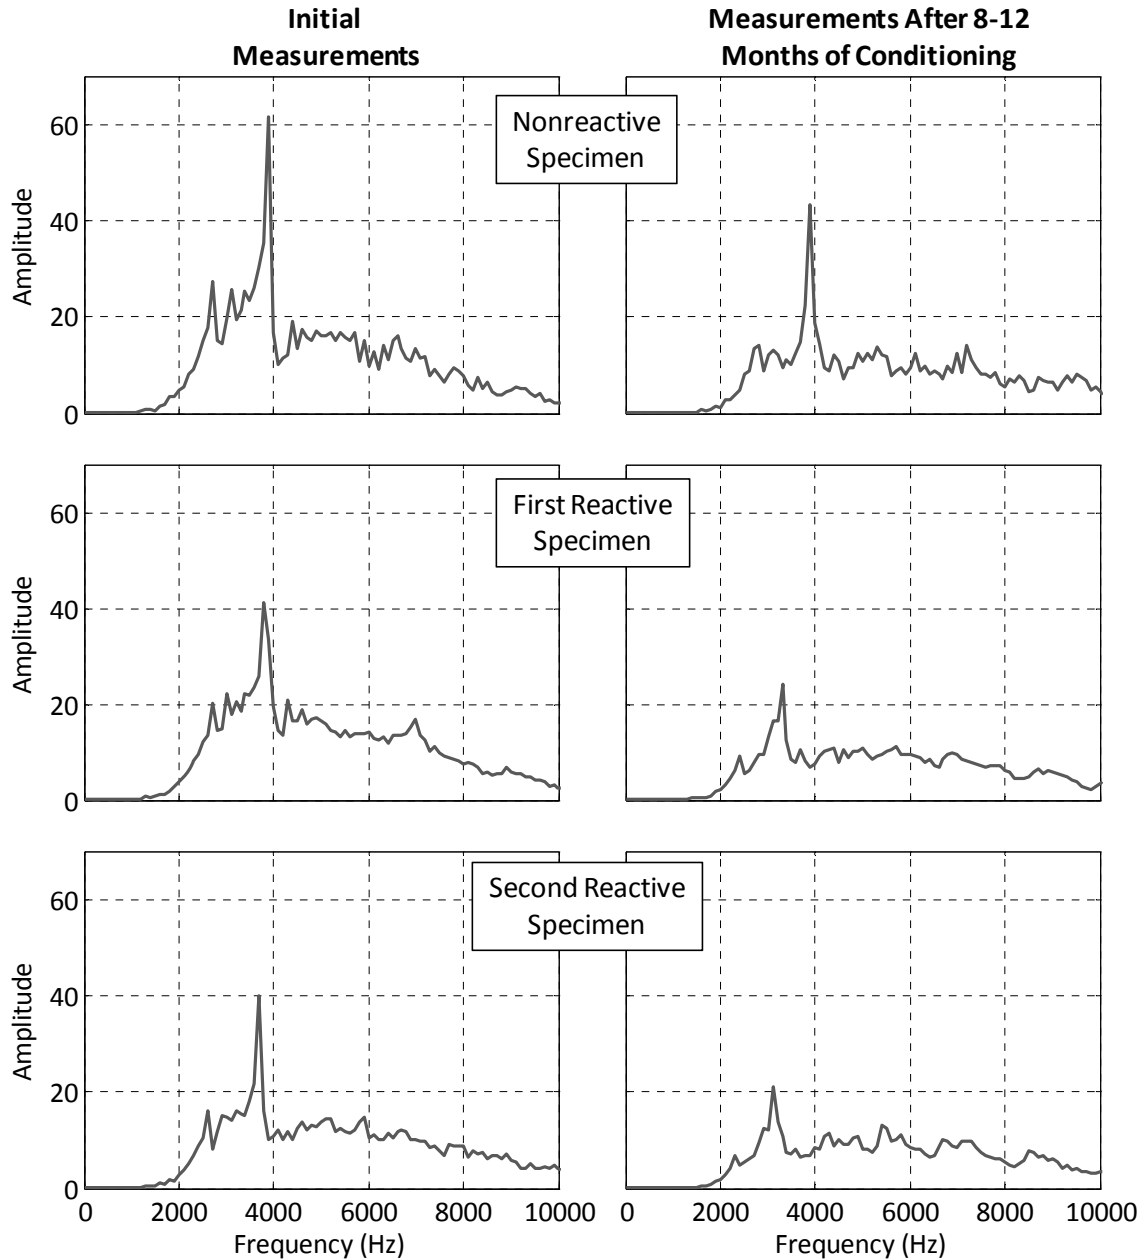 Initial
Measurements
Measurements After 8-12
Months of Conditioning
Nonreactive
Specimen
Amplitude
60
40
20
0
First Reactive
Specimen
Amplitude
60
40
20
0
Second Reactive
Specimen
Amplitude
60
40
20
0
0 2000 4000 6000 8000 10000
0 2000 4000 6000 8000 10000
Frequency (Hz)
Frequency (Hz)